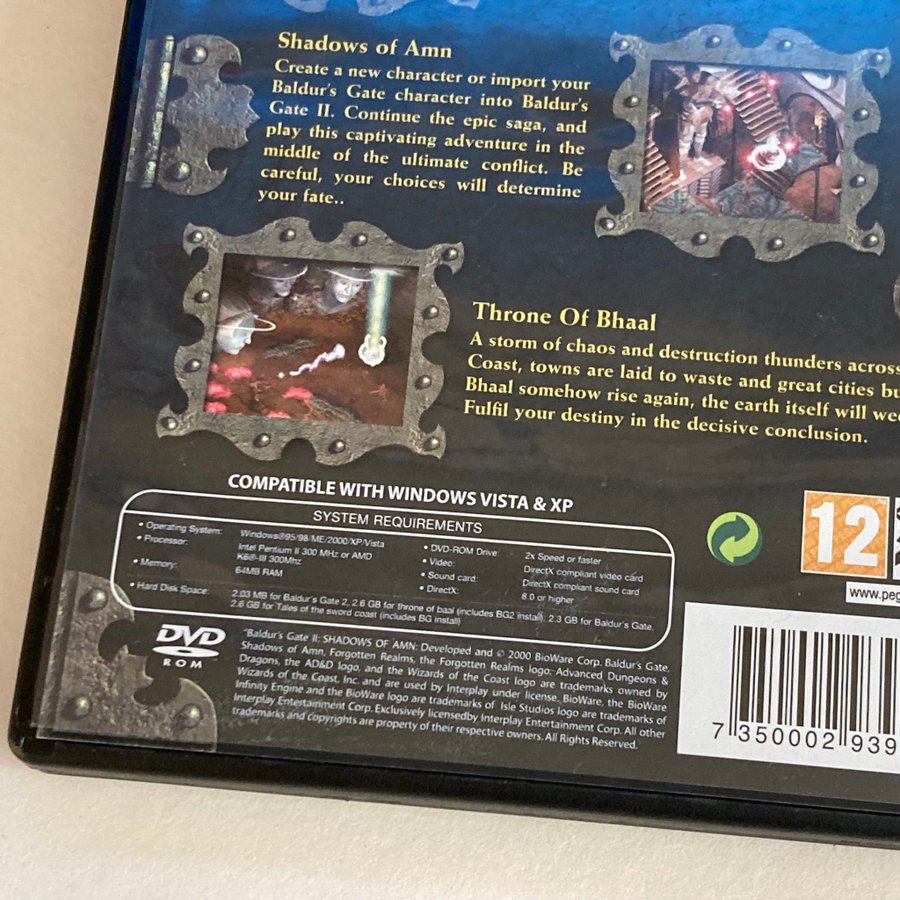 Shadows of Amn
Create a new character or import your
Baldur's Gate character into Baldur's
Gate II. Continue the epic saga, and
play this captivating adventure in the
middle of the ultimate conflict. Be
careful, your choices will determine
your fate..
Throne Of Bhaal
A storm of chaos and destruction thunders across
Coast, towns are laid to waste and great cities bu
Bhaal somehow rise again, the earth itself will wee
Fulfil your destiny in the decisive conclusion.
COMPATIBLE WITH WINDOWS VISTA & XP
SYSTEM REQUIREMENTS
• Operating System: Windows®95/98/ME/2000/XP/Vista
• Processor: Intel Pentium II 300 MHz or AMD
K6®-III 300Mhz
• Memory: 64MB RAM
• DVD-ROM Drive: 2x Speed or faster
• Video: DirectX compliant video card
• Sound card: DirectX compliant sound card
• DirectX: 8.0 or higher
• Hard Disk Space: 2.03 MB for Baldur's Gate 2, 2.6 GB for throne of baal (includes BG2 install). 2.3 GB for Baldur's Gate.
2.6 GB for Tales of the sword coast (includes BG install)
12
www.peg
DVD
ROM
"Baldur's Gate II: SHADOWS OF AMN: Developed and © 2000 BioWare Corp. Baldur's Gate,
Shadows of Amn, Forgotten Realms, the Forgotten Realms logo, Advanced Dungeons &
Dragons, the AD&D logo, and the Wizards of the Coast logo are trademarks owned by
Wizards of the Coast, Inc. and are used by Interplay under license. BioWare, the BioWare
Infinity Engine and the BioWare logo are trademarks of Isle Studios logo are trademarks of
Interplay Entertainment Corp. Exclusively licensedby Interplay Entertainment Corp. All other
trademarks and copyrights are property of their respective owners. All Rights Reserved.
7 350002 939